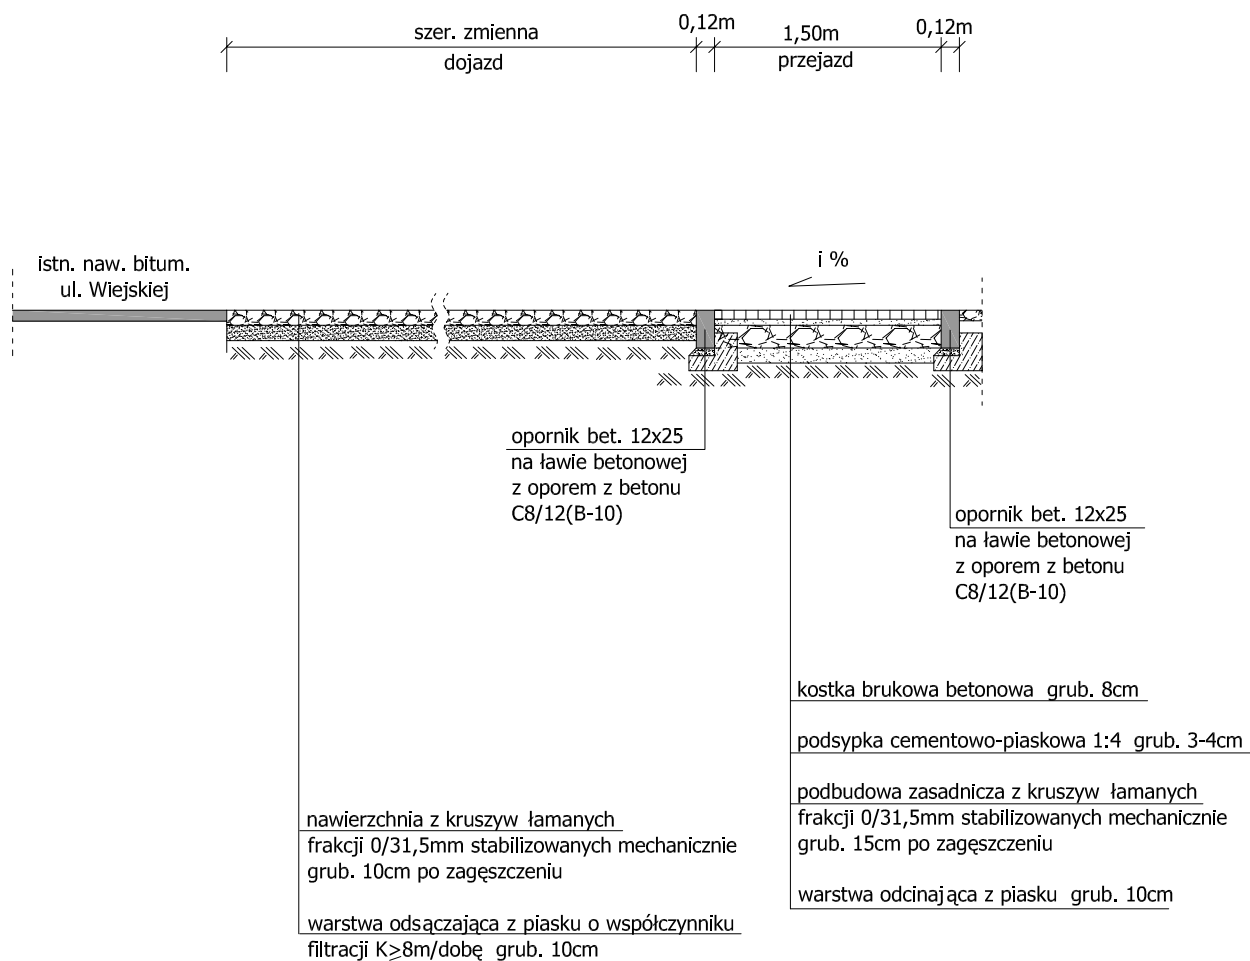 szer. zmienna
dojazd
0,12m
1,50m
przejazd
0,12m
istn. naw. bitum.
ul. Wiejskiej
i %
opornik bet. 12x25
na ławie betonowej
z oporem z betonu
C8/12(B-10)
opornik bet. 12x25
na ławie betonowej
z oporem z betonu
C8/12(B-10)
kostka brukowa betonowa grub. 8cm
podsypka cementowo-piaskowa 1:4 grub. 3-4cm
podbudowa zasadnicza z kruszyw łamanych
frakcji 0/31,5mm stabilizowanych mechanicznie
grub. 15cm po zagęszczeniu
warstwa odcinająca z piasku grub. 10cm
nawierzchnia z kruszyw łamanych
frakcji 0/31,5mm stabilizowanych mechanicznie
grub. 10cm po zagęszczeniu
warstwa odsączająca z piasku o współczynniku
filtracji K≥8m/dobę grub. 10cm